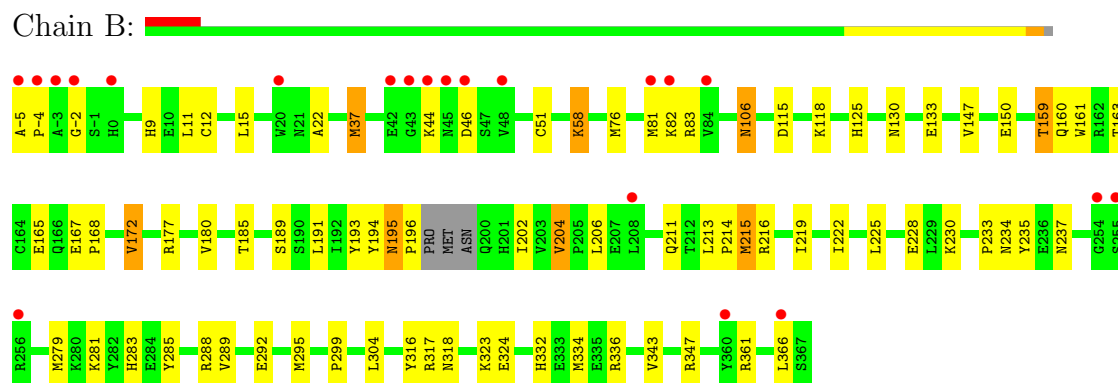 Chain B:
A-5 P-4 A-3 G-2 S-1 H0 H9 E10 L11 C12 L15 W20 N21 A22 M37 E42 G43 K44 N45 D46 S47 V48 C51 K58 M76 M81 K82 R83 V84 N106 D115 K118 H125 N130 E133 V147 E150 T159 Q160 W161 R162 T163
C164 E165 Q166 E167 P168 V172 R177 V180 T185 S189 S190 L191 I192 Y193 Y194 N195 P196 PRO MET ASN Q200 H201 I202 V203 V204 P205 L206 E207 L208 Q211 T212 L213 P214 M215 R216 I219 I222 L225 E228 L229 K230 P233 N234 Y235 E236 N237 G254 S255
R256 M279 K280 K281 Y282 H283 E284 Y285 R288 V289 E292 M295 P299 L304 Y316 R317 N318 K323 E324 H332 E333 M334 E335 R336 V343 R347 Y360 R361 L366 S367